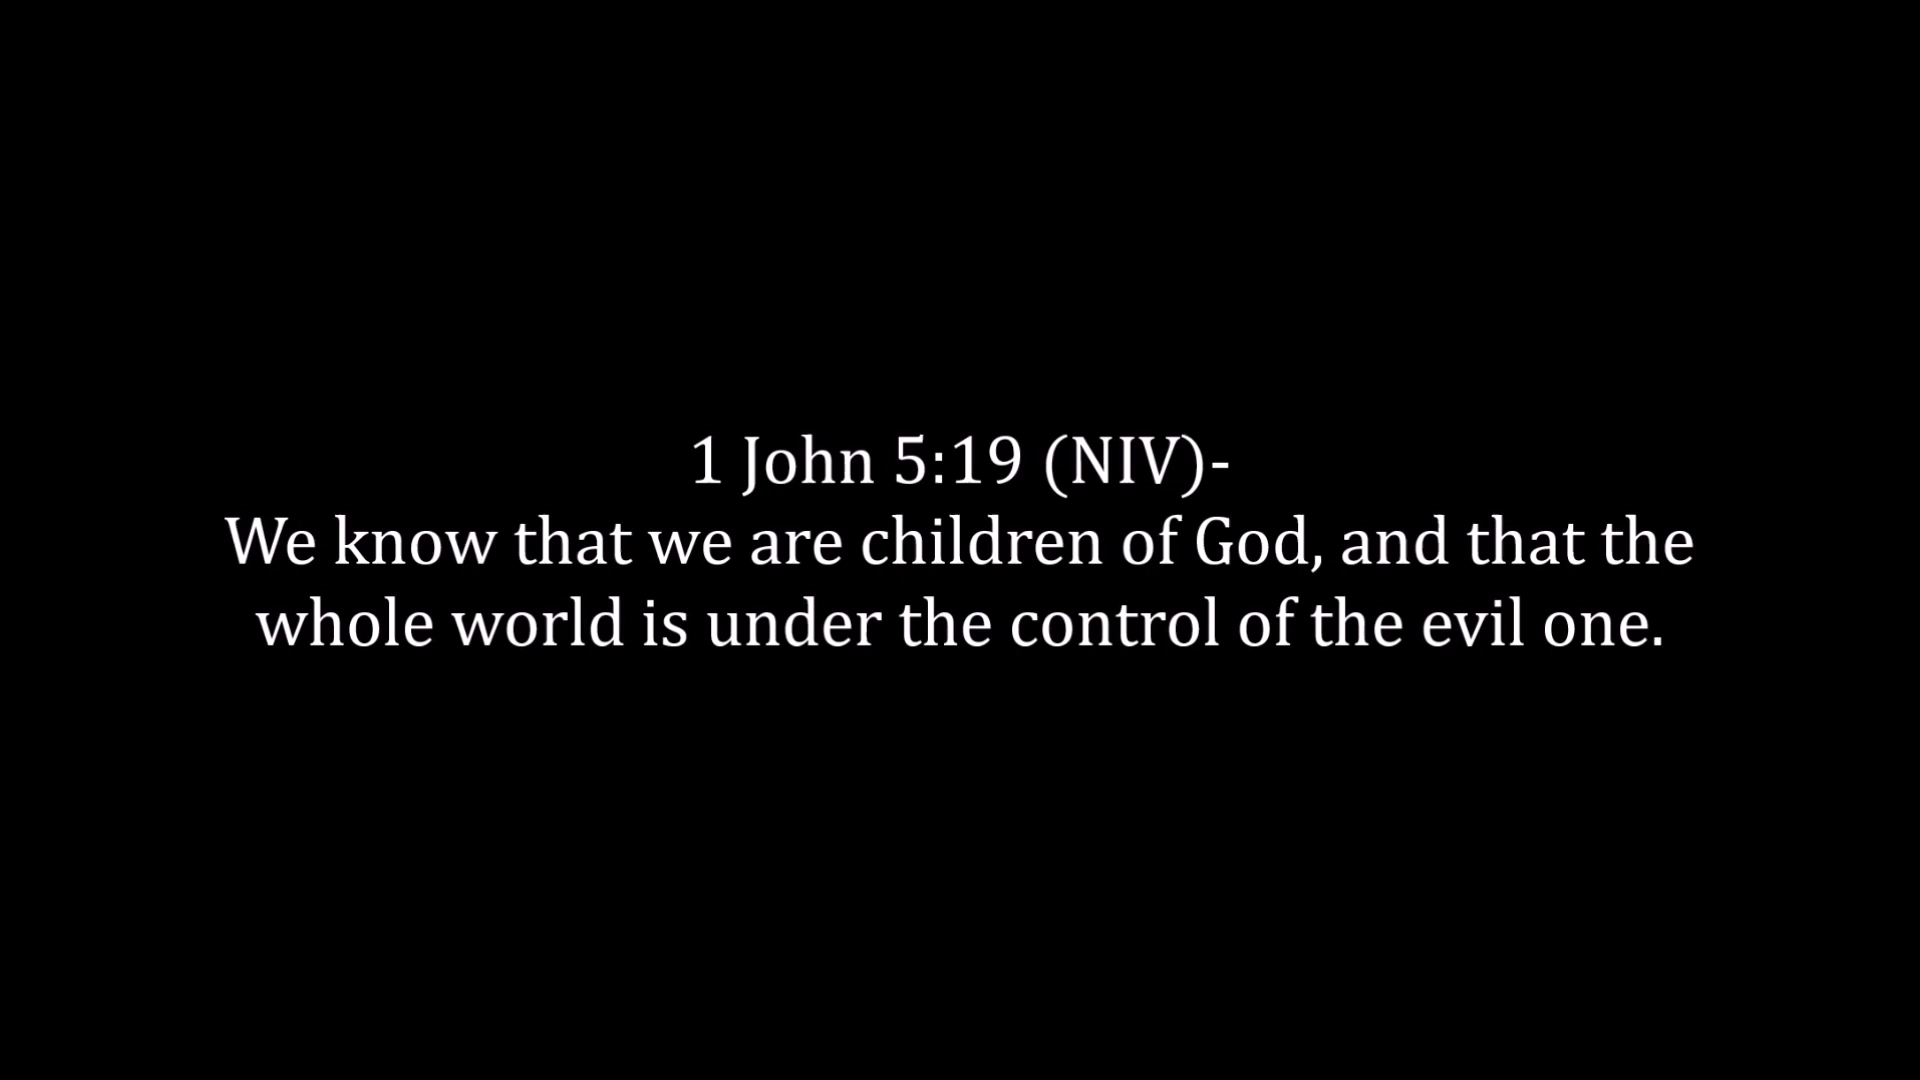 1 John 5:19 (NIV)-
We know that we are children of God, and that the
whole world is under the control of the evil one.